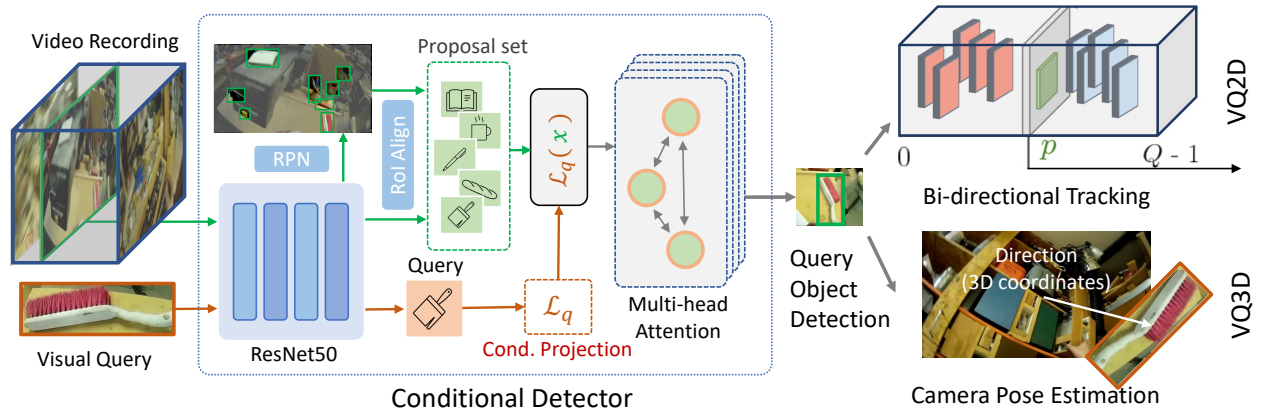 Video Recording
Visual Query
RPN
RoI Align
Proposal set
ResNet50
Query
ℒq(x)
ℒq
Cond. Projection
Multi-head
Attention
Conditional Detector
Query
Object
Detection
0
p
Q - 1
Bi-directional Tracking
VQ2D
Direction
(3D coordinates)
Camera Pose Estimation
VQ3D